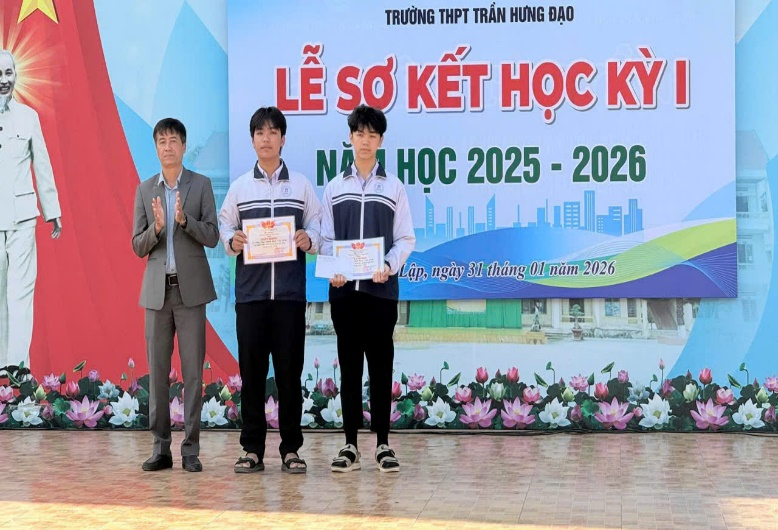 TRƯỜNG THPT TRẦN HƯNG ĐẠO
LỄ SƠ KẾT HỌC KỲ I
NĂM HỌC 2025 - 2026
Lập, ngày 31 tháng 01 năm 2026